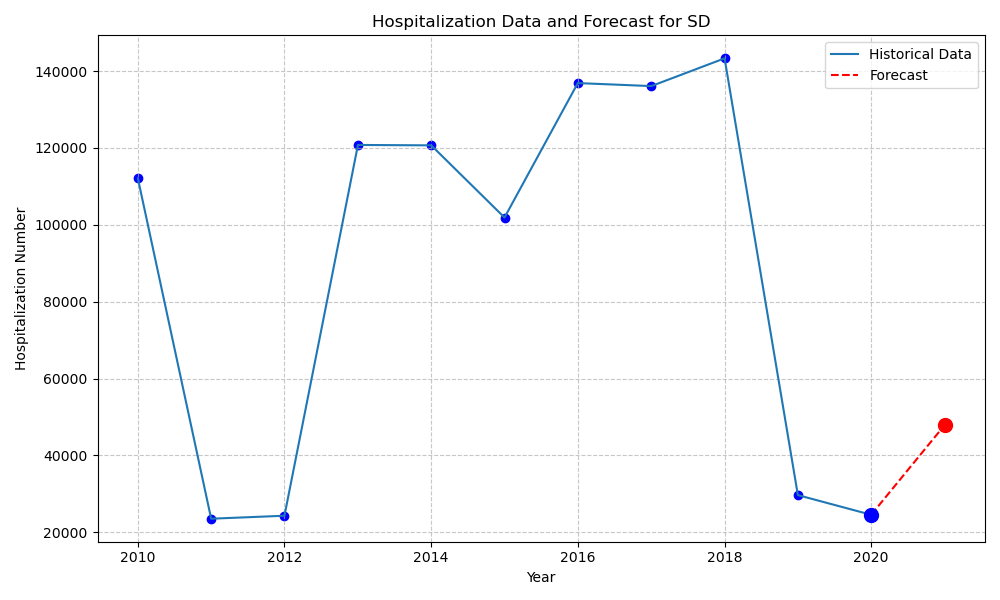 Hospitalization Data and Forecast for SD
Historical Data
Forecast
Hospitalization Number
140000
120000
100000
80000
60000
40000
20000
2010
2012
2014
2016
2018
2020
Year